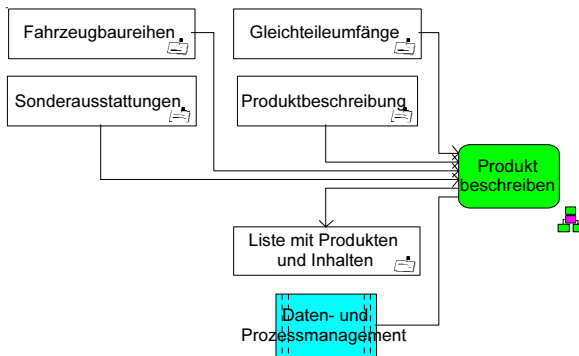 Fahrzeugbaureihen
Gleichteileumfänge
Sonderausstattungen
Produktbeschreibung
Produkt
beschreiben
Liste mit Produkten
und Inhalten
Daten- und
Prozessmanagement